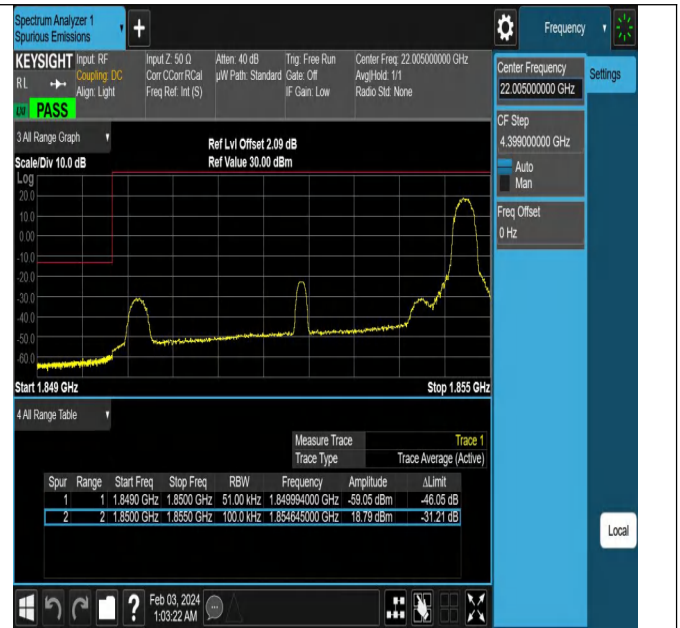 Spectrum Analyzer 1
Spurious Emissions
Frequency
KEYSIGHT Input: RF
RL
Coupling: DC
Align: Light
Input Z: 50 Ω
Corr CCorr RCal
Freq Ref: Int (S)
Atten: 40 dB
µW Path: Standard
Trig: Free Run
Gate: Off
IF Gain: Low
Center Freq: 22.005000000 GHz
Avg|Hold: 1/1
Radio Std: None
PASS
Center Frequency
22.005000000 GHz
Settings
CF Step
4.399000000 GHz
Auto
Man
Freq Offset
0 Hz
3 All Range Graph
Scale/Div 10.0 dB
Ref Lvl Offset 2.09 dB
Ref Value 30.00 dBm
Log
20.0
10.0
0.00
-10.0
-20.0
-30.0
-40.0
-50.0
-60.0
Start 1.849 GHz
Stop 1.855 GHz
4 All Range Table
Measure Trace Trace 1
Trace Type Trace Average (Active)
Spur Range Start Freq Stop Freq RBW Frequency Amplitude ΔLimit
1 1 1.8490 GHz 1.8500 GHz 51.00 kHz 1.849994000 GHz -59.05 dBm -46.05 dB
2 2 1.8500 GHz 1.8550 GHz 100.0 kHz 1.854645000 GHz 18.79 dBm -31.21 dB
Local
?
Feb 03, 2024
1:03:22 AM